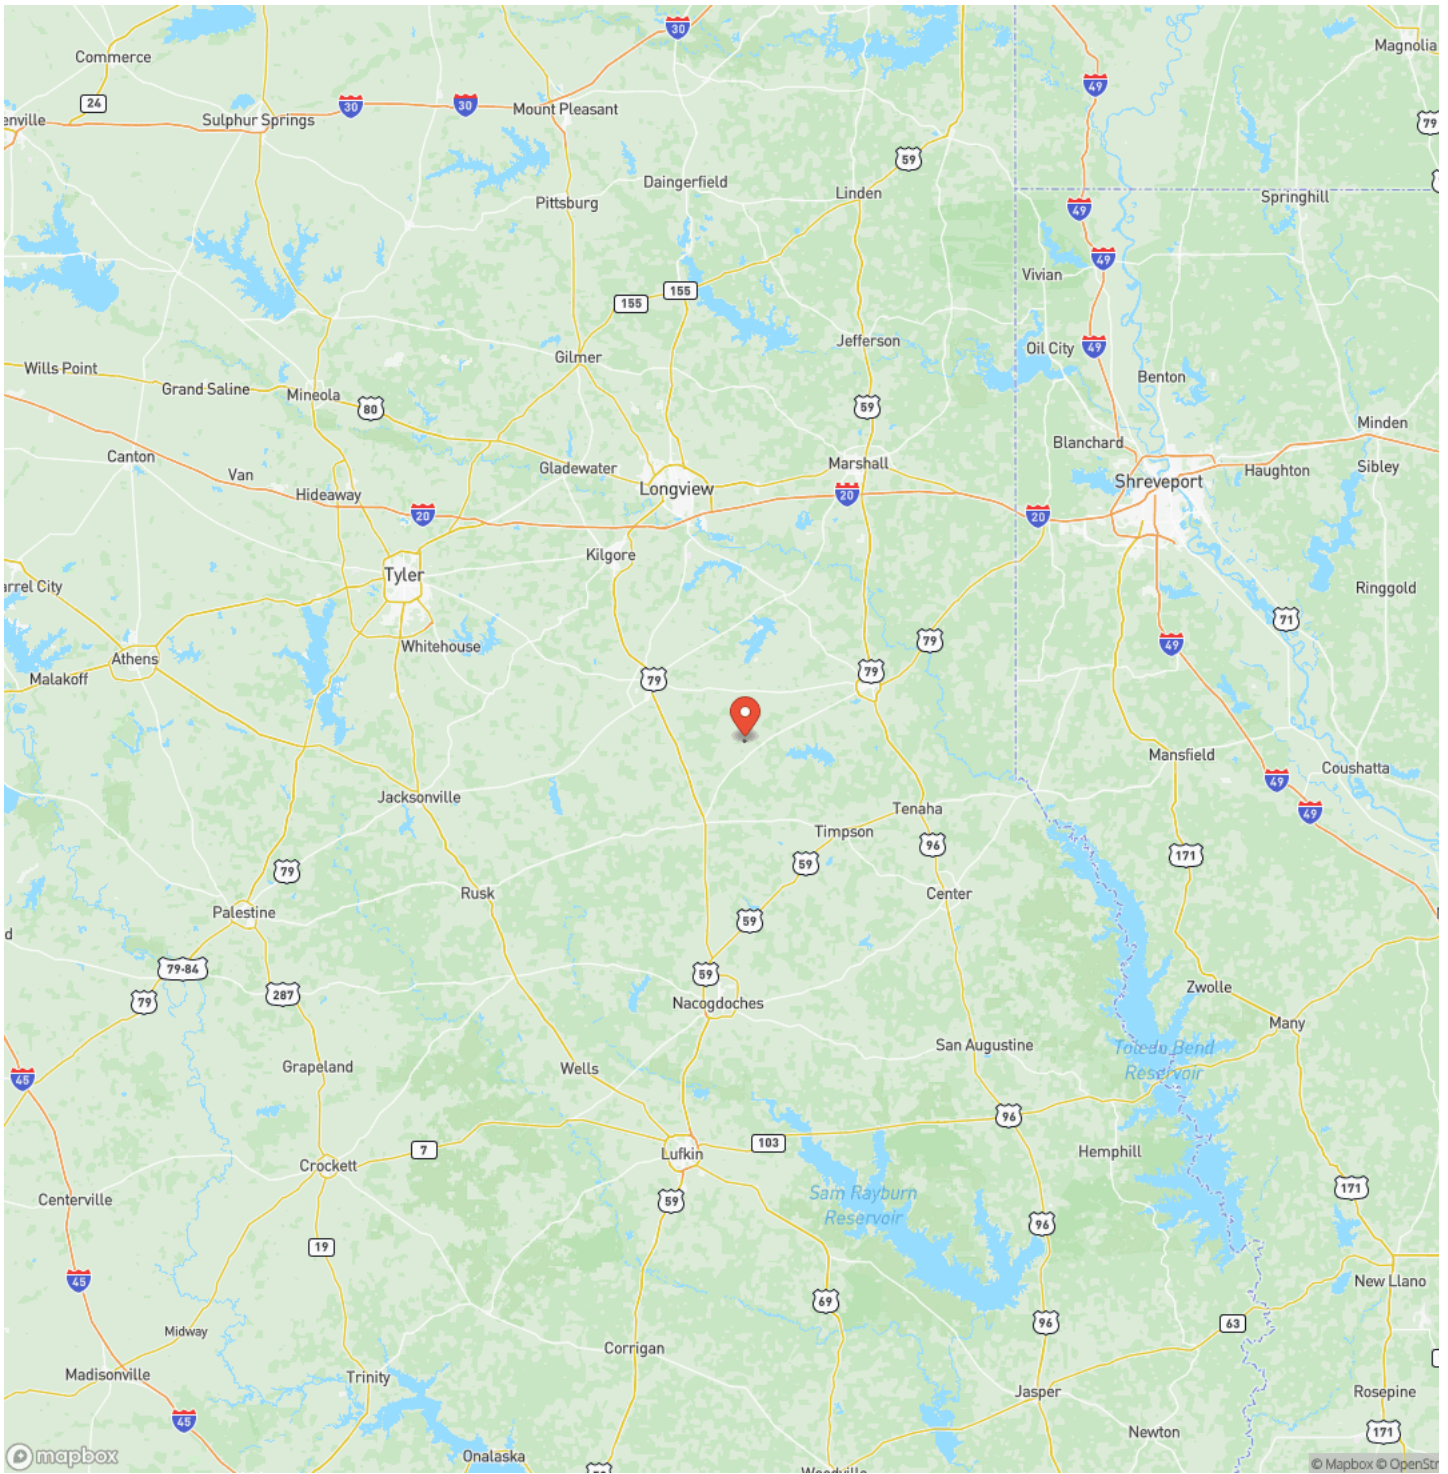 30
Commerce
Magnolia
49
24
30
30
Mount Pleasant
Sulphur Springs
enville
79
59
Daingerfield
Linden
Pittsburg
Springhill
49
49
Vivian
155
155
Jefferson
Oil City
49
Gilmer
Wills Point
Grand Saline
Mineola
80
Benton
59
Minden
Blanchard
Canton
Van
Gladewater
Marshall
Haughton
Sibley
Hideaway
Longview
Shreveport
20
20
20
Kilgore
Tyler
arrel City
Ringgold
71
Whitehouse
79
49
Athens
Malakoff
79
79
Mansfield
Coushatta
49
Jacksonville
Tenaha
49
Timpson
96
171
59
79
Rusk
Center
Palestine
59
d
79-84
59
287
79
Nacogdoches
Zwolle
Many
San Augustine
Toledo Bend
Reservoir
Grapeland
Wells
45
96
7
103
Lufkin
Hemphill
Crockett
Centerville
59
Sam Rayburn
Reservoir
171
96
19
45
New Llano
69
Midway
96
63
Corrigan
Madisonville
Trinity
Jasper
Rosepine
45
Newton
171
mapbox
Onalaska
Woodville
© Mapbox © OpenStr